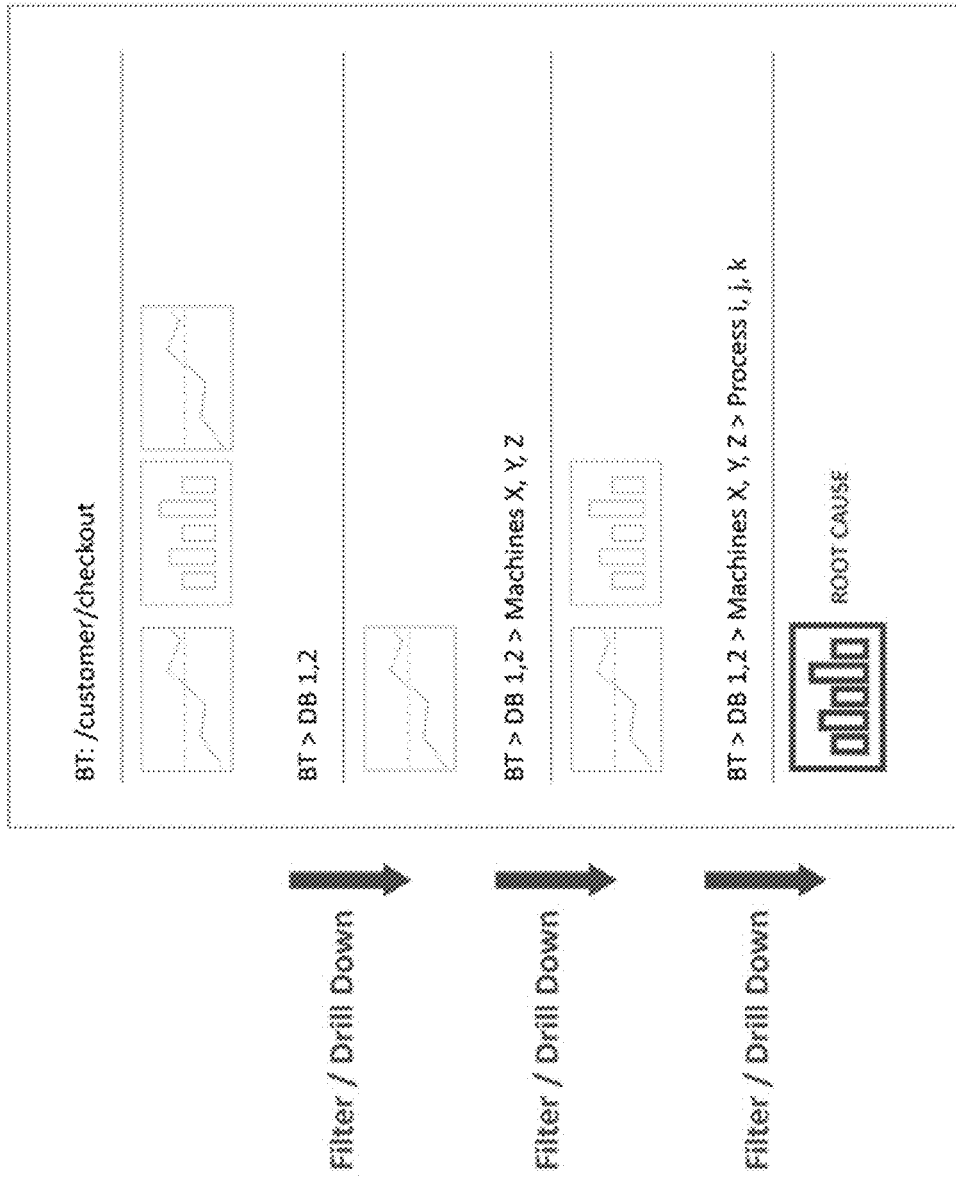 BT: /customer/checkout
Filter / Drill Down
BT > DB 1,2
Filter / Drill Down
BT > DB 1,2 > Machines X, Y, Z
Filter / Drill Down
BT > DB 1,2 > Machines X, Y, Z > Process i, j, k
ROOT CAUSE